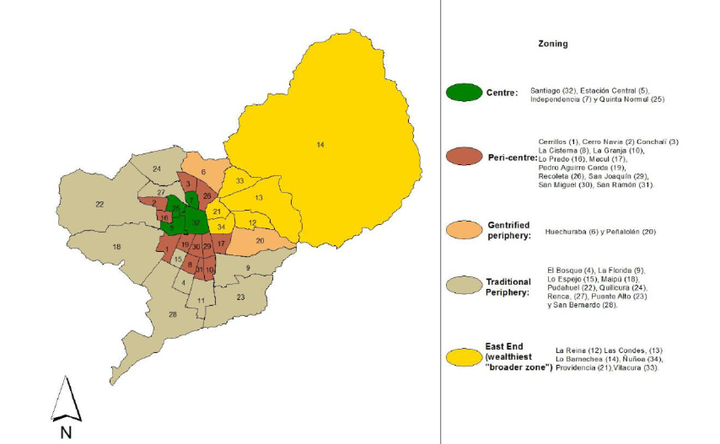 Zoning
Centre:
Santiago (32), Estación Central (5),
Independencia (7) y Quinta Normal (25)
Peri-centre:
Cerrillos (1), Cerro Navia (2) Conchalí (3)
La Cisterna (8), La Granja (10),
Lo Prado (16), Macul (17),
Pedro Aguirre Cerda (19),
Recoleta (26), San Joaquín (29),
San Miguel (30), San Ramón (31).
Gentrified
periphery:
Huechuraba (6) y Peñalolén (20)
Traditional
Periphery:
El Bosque (4), La Florida (9),
Lo Espejo (15), Maipú (18),
Pudahuel (22), Quilicura (24),
Renca, (27), Puente Alto (23)
y San Bernardo (28).
East End
(wealthiest
"broader zone")
La Reina (12) Las Condes, (13)
Lo Barnechea (14), Ñuñoa (34),
Providencia (21), Vitacura (33).
14
24
6
33
27
3
13
2
26
7
25
22
21
16
32
12
5
34
18
1
19
30
29
17
20
15
8
31
10
9
4
11
23
28
N